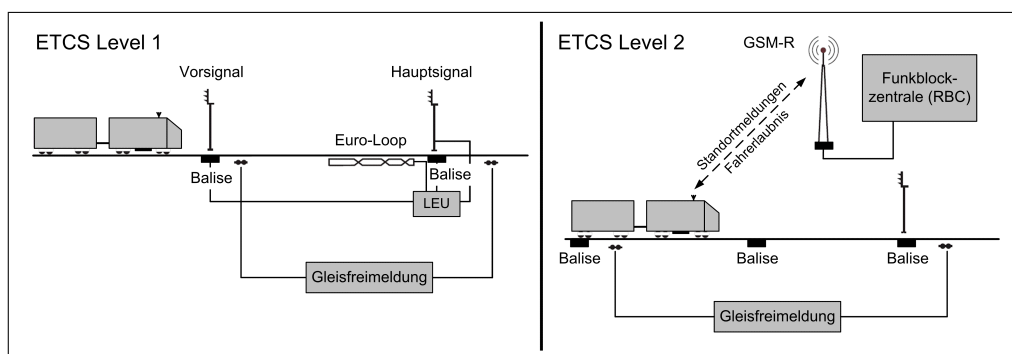 ETCS Level 1
Vorsignal
Hauptsignal
Euro-Loop
Balise
Balise
LEU
Gleisfreimeldung
ETCS Level 2
GSM-R
Funkblock-
zentrale (RBC)
Standortmeldungen
Fahrerlaubnis
Balise
Balise
Balise
Gleisfreimeldung